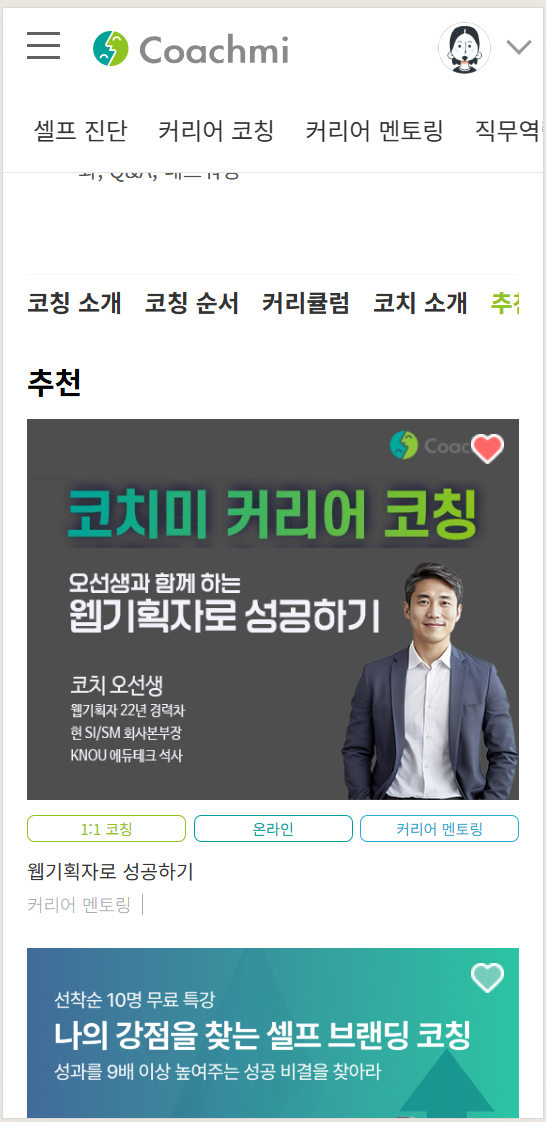 Coachmi
셀프 진단 커리어 코칭 커리어 멘토링 직무역
Q&A,
코칭 소개 코칭 순서 커리큘럼 코치 소개 추천
추천
Coac
코치미 커리어 코칭
오선생과 함께 하는
웹기획자로 성공하기
코치 오선생
웹기획자 22년 경력자
현 SI/SM 회사본부장
KNOU 에듀테크 석사
1:1 코칭 온라인 커리어 멘토링
웹기획자로 성공하기
커리어 멘토링
선착순 10명 무료 특강
나의 강점을 찾는 셀프 브랜딩 코칭
성과를 9배 이상 높여주는 성공 비결을 찾아라